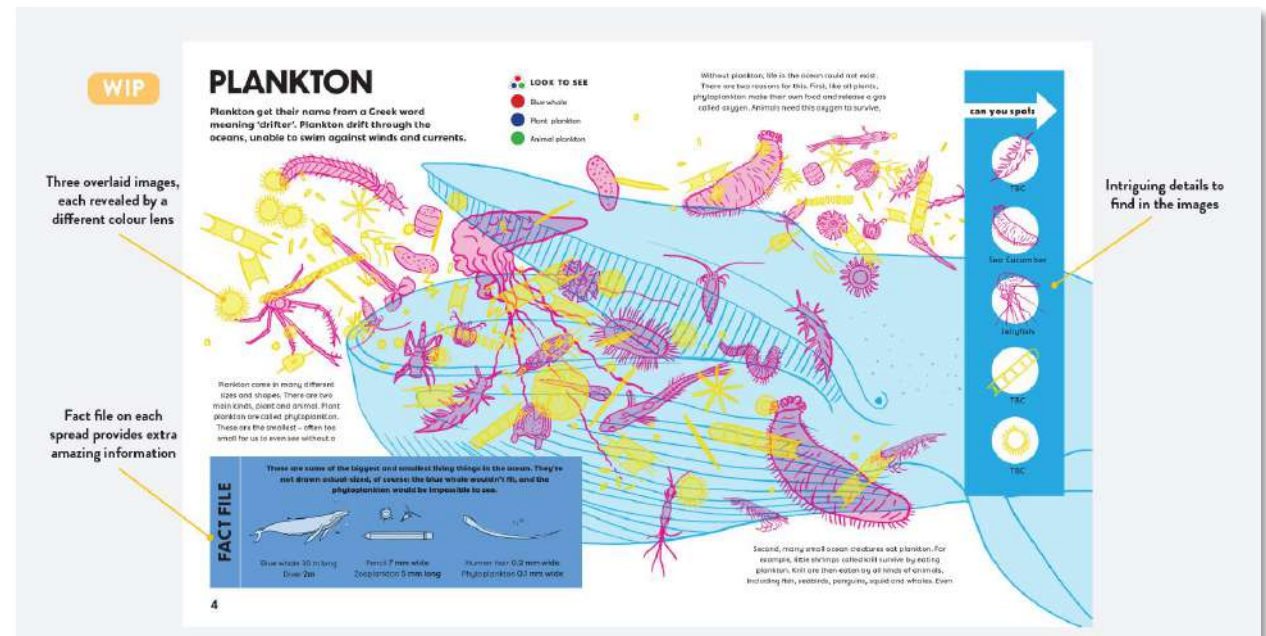 WIP
PLANKTON
Plankton get their name from a Greek word
meaning 'drifter'. Plankton drift through the
oceans, unable to swim against winds and currents.
LOOK TO SEE
Blue whale
Plant plankton
Animal plankton
Without plankton, life in the ocean could not exist.
There are two reasons for this. First, like all plants,
phytoplankton make their own food and release a gas
called oxygen. Animals need this oxygen to survive.
can you spot:
TBC
Sea Cucumber
Jellyfish
TBC
TBC
Three overlaid images,
each revealed by a
different colour lens
Intriguing details to
find in the images
Fact file on each
spread provides extra
amazing information
Plankton come in many different
sizes and shapes. There are two
main kinds, plant and animal. Plant
plankton are called phytoplankton.
These are the smallest – often too
small for us to even see without a
FACT FILE
These are some of the biggest and smallest living things in the ocean. They're
not drawn actual-sized, of course: the blue whale wouldn't fit, and the
phytoplankton would be impossible to see.
Blue whale 30 m long
Diver 2m
Pencil 7 mm wide
Zooplankton 5 mm long
Human hair 0.2 mm wide
Phytoplankton 0.1 mm wide
Second, many small ocean creatures eat plankton. For
example, little shrimps called krill survive by eating
plankton. Krill are then eaten by all kinds of animals,
including fish, seabirds, penguins, squid and whales. Even
4